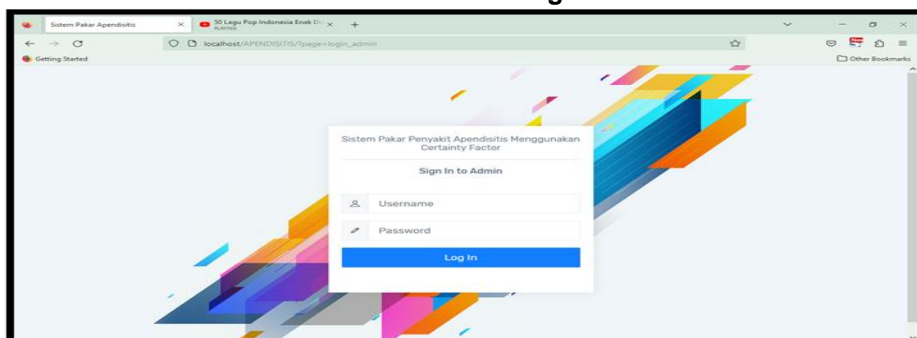 Sistem Pakar Apendisitis
50 Lagu Pop Indonesia Enak
PLAYING
localhost/APENDISITIS/?page=login_admin
Getting Started
Other Bookmarks
Sistem Pakar Penyakit Apendisitis Menggunakan
Certainty Factor
Sign In to Admin
Username
Password
Log In